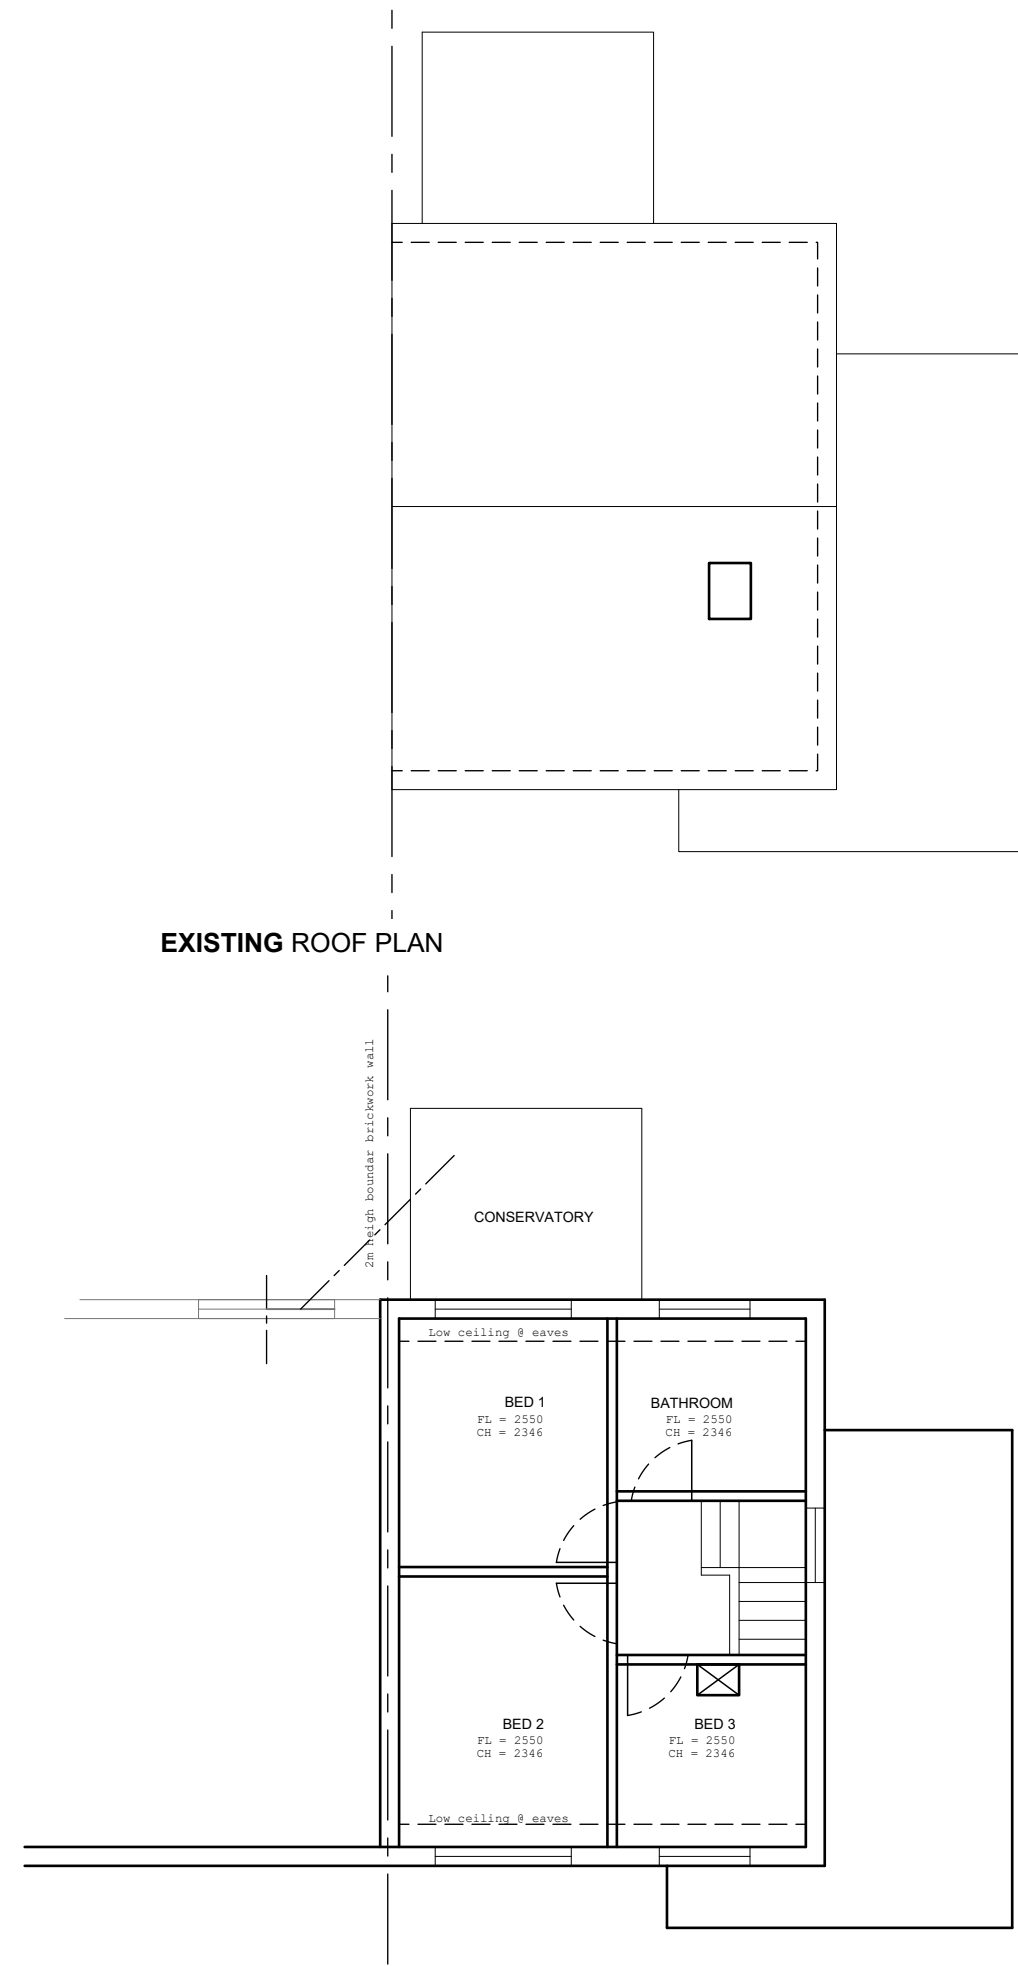 EXISTING ROOF PLAN
2m heigh boundar brickwork wall
CONSERVATORY
Low ceiling @ eaves
BED 1
FL = 2550
CH = 2346
BATHROOM
FL = 2550
CH = 2346
BED 2
FL = 2550
CH = 2346
BED 3
FL = 2550
CH = 2346
Low ceiling @ eaves